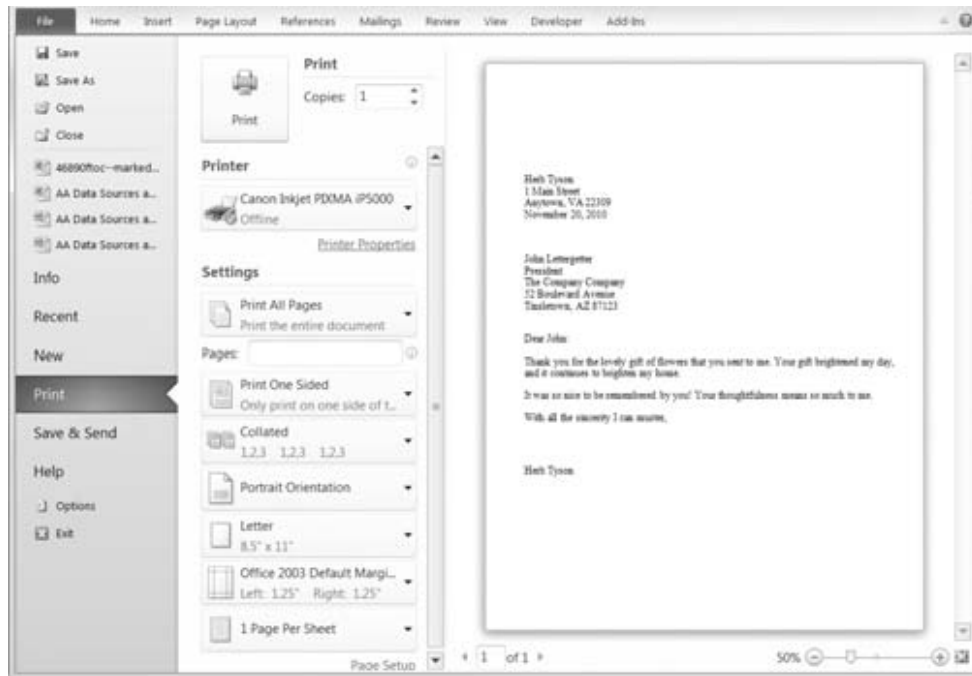 File Home Insert Page Layout References Mailings Review View Developer Add-Ins
Save
Save As
Open
Close
46890ftoc--marked...
AA Data Sources a...
AA Data Sources a...
AA Data Sources a...
Info
Recent
New
Print
Save & Send
Help
Options
Exit
Print
Copies: 1
Print
Printer
Canon Inkjet PIXMA iP5000
Offline
Printer Properties
Settings
Print All Pages
Print the entire document
Pages:
Print One Sided
Only print on one side of t...
Collated
1,2,3 1,2,3 1,2,3
Portrait Orientation
Letter
8.5" x 11"
Office 2003 Default Margi...
Left: 1.25" Right: 1.25"
1 Page Per Sheet
Page Setup
Herb Tyson
1 Main Street
Anytown, VA 22309
November 20, 2010
John Lettergetter
President
The Company Company
52 Boulevard Avenue
Tinseltown, AZ 87123
Dear John:
Thank you for the lovely gift of flowers that you sent to me. Your gift brightened my day,
and it continues to brighten my home.
It was so nice to be remembered by you! Your thoughtfulness means so much to me.
With all the sincerity I can muster,
Herb Tyson
1 of 1
50%